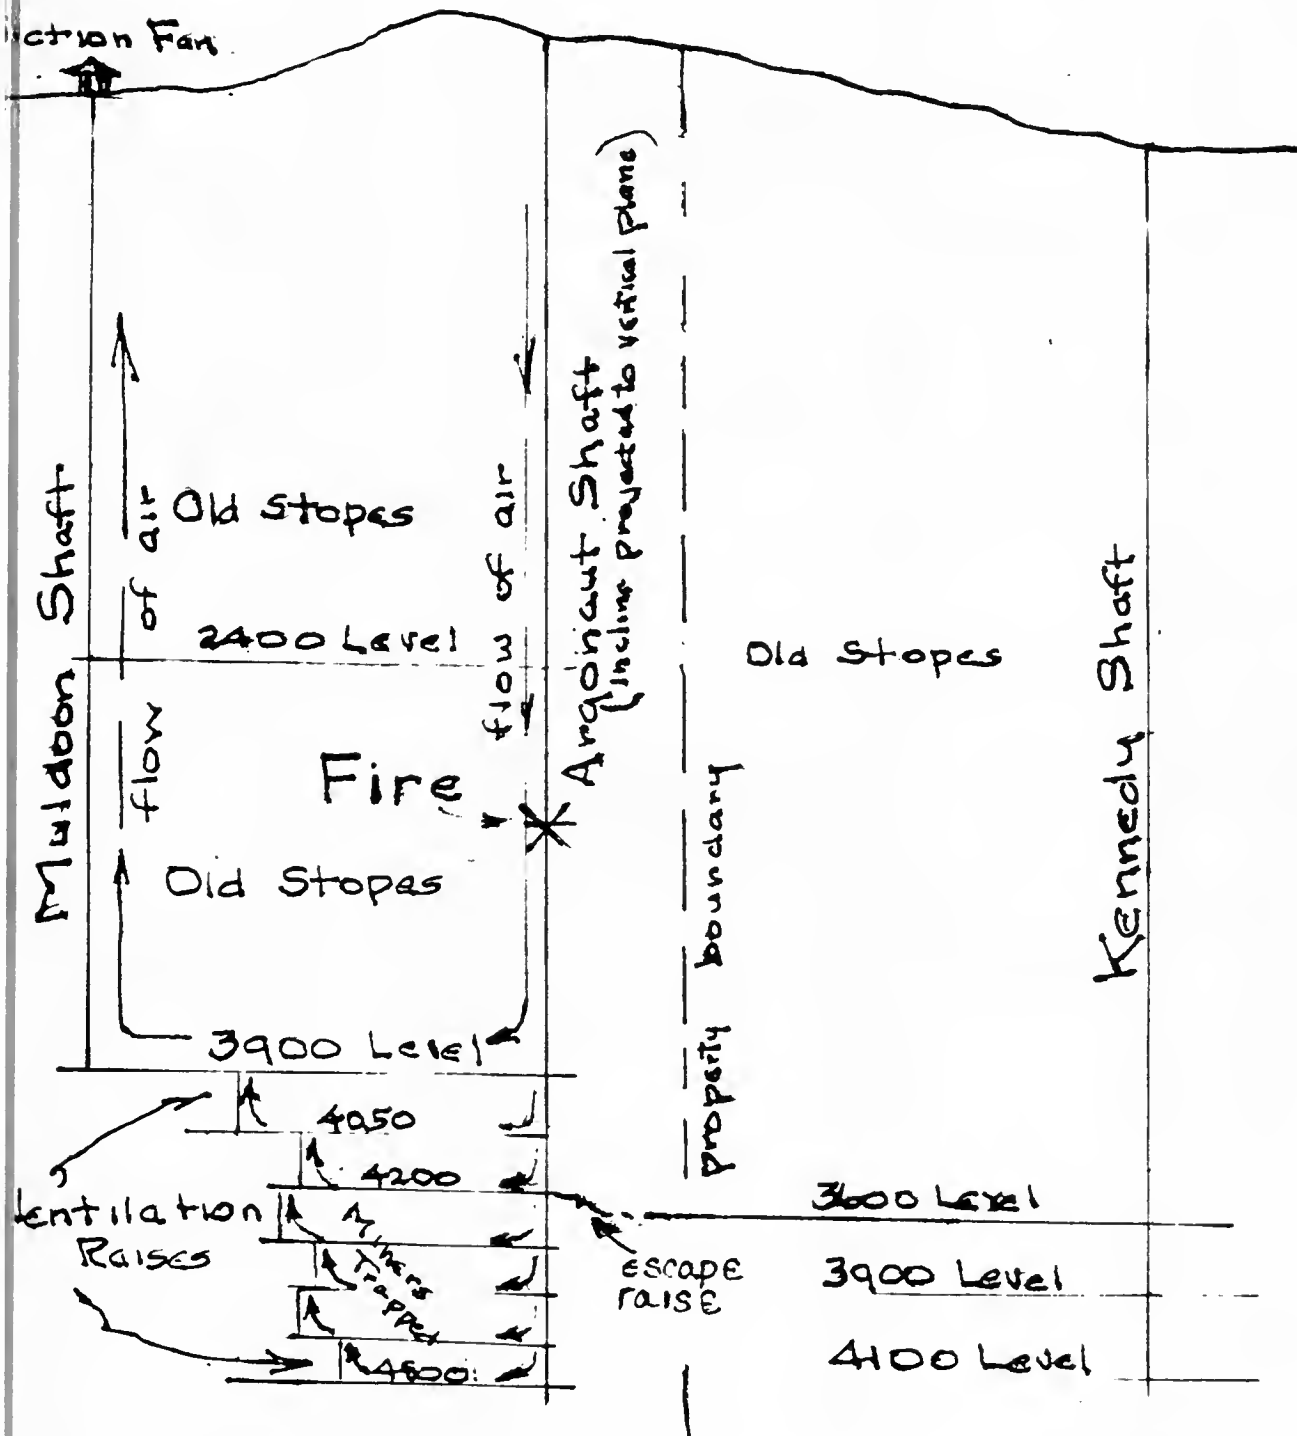 ction Fan
Muldoon Shaft
flow of air
Old Stopes
2400 Level
flow of air
Argonaut Shaft
(Incline projected to vertical plane)
Old Stopes
Kennedy Shaft
Fire
Old Stopes
property boundary
3900 Level
4050
4200
3600 Level
entilation
Raises
Miners
Trapped
escape
raise
3900 Level
4100 Level